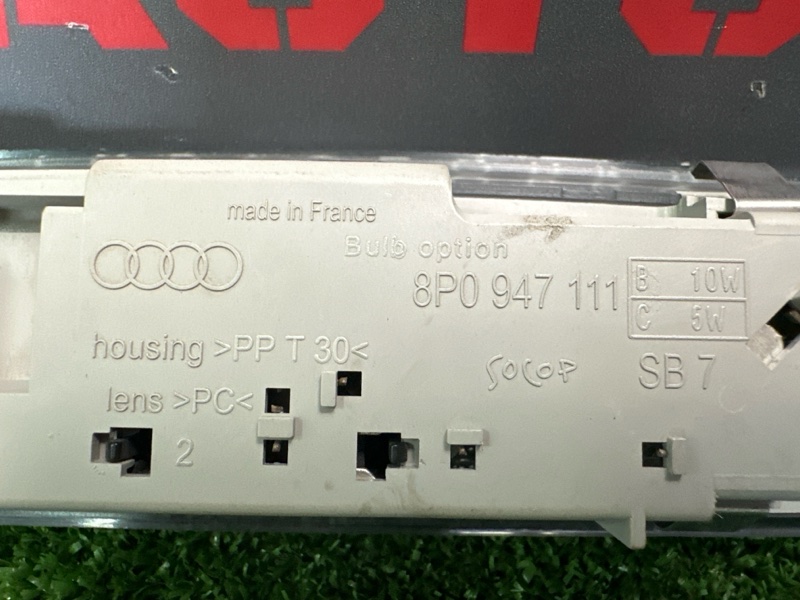 made in France
Bulb option
8P0 947 111
B 10W
C 5W
housing >PP T 30<
SOCOP
SB 7
lens >PC<
2